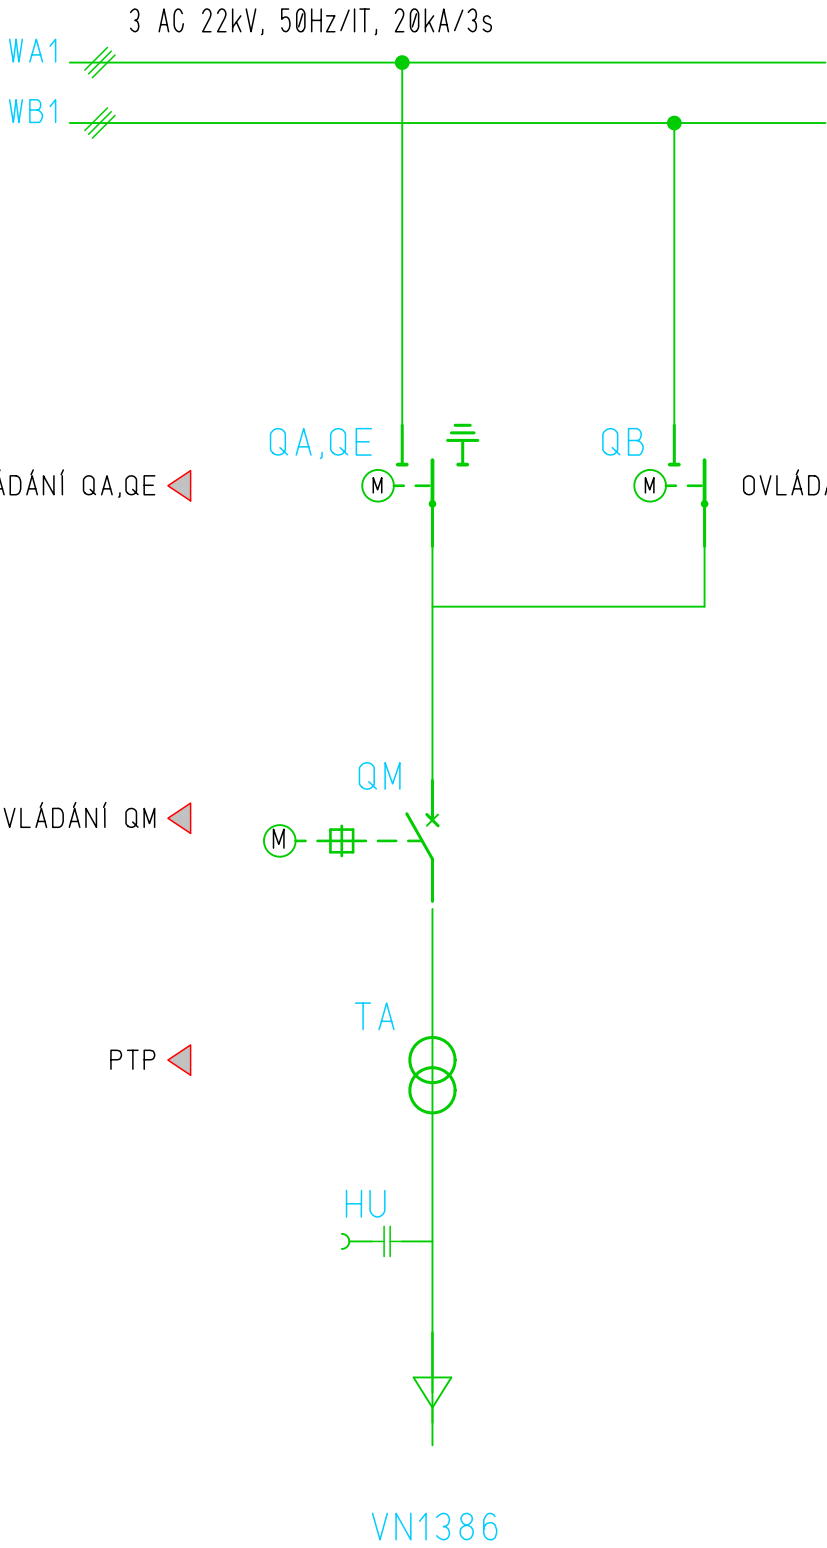 3 AC 22kV, 50Hz/IT, 20kA/3s
WA1
WB1
QA,QE
QB
ÁDÁNÍ QA,QE
M
M
OVLÁDÁ
QM
VLÁDÁNÍ QM
M
TA
PTP
HU
VN1386